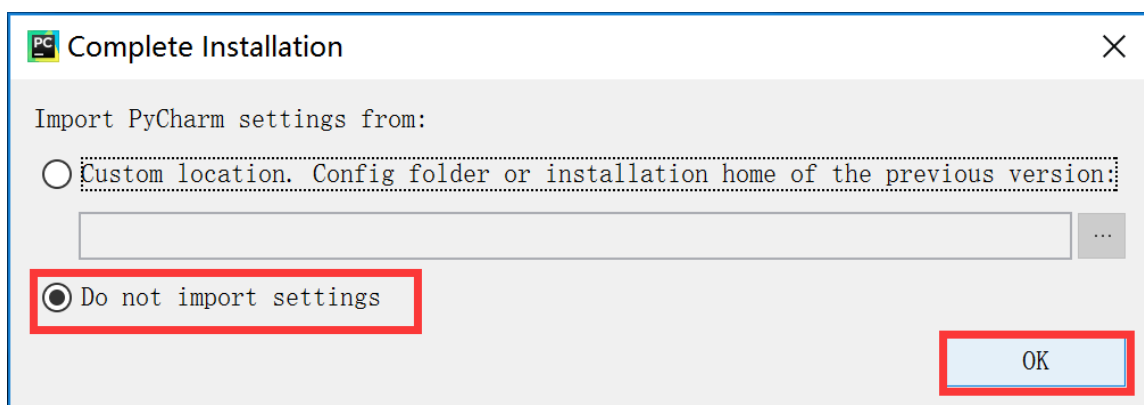 PC Complete Installation
Import PyCharm settings from:
Custom location. Config folder or installation home of the previous version:
...
Do not import settings
OK